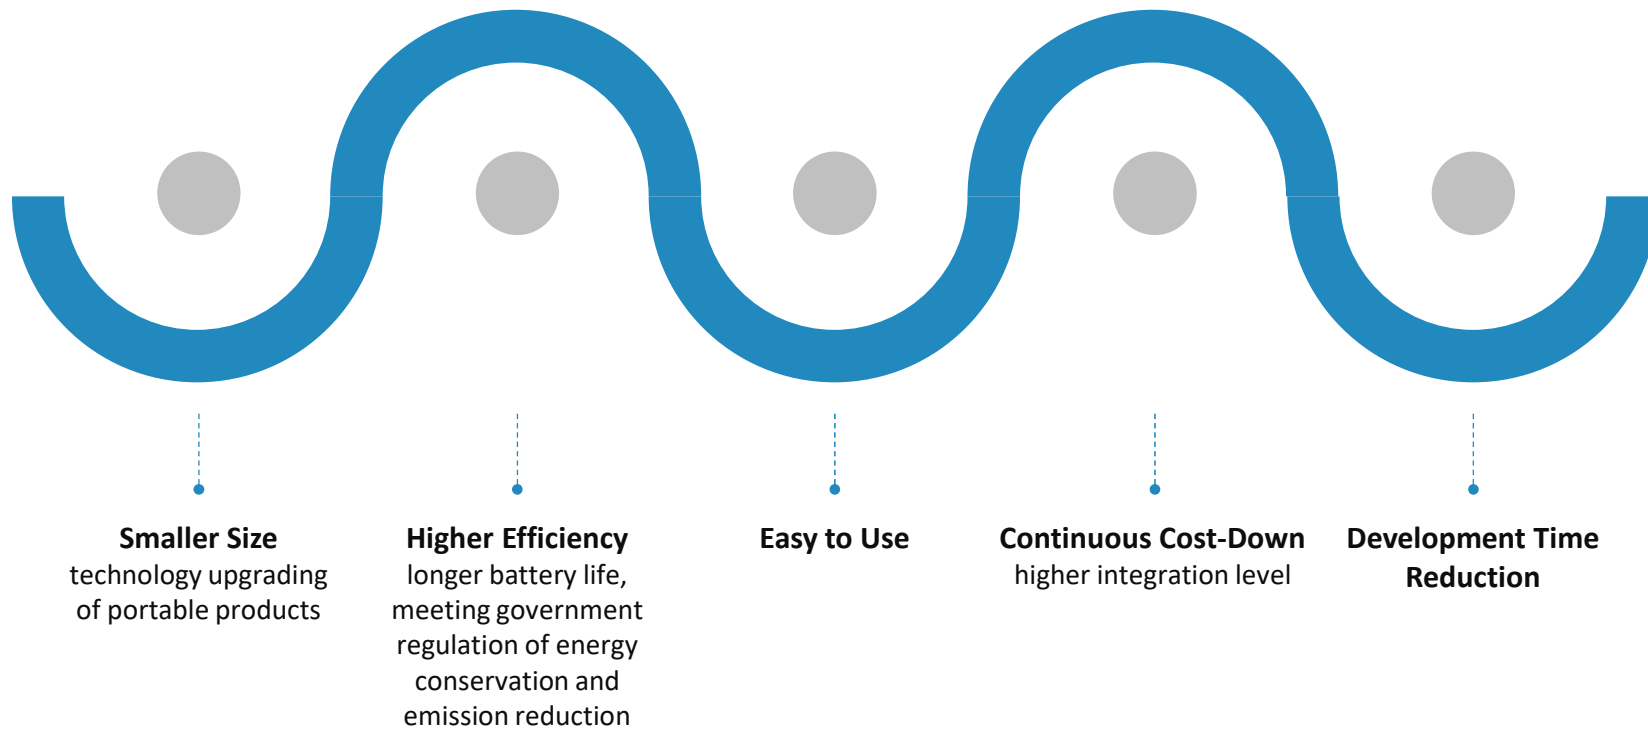 Smaller Size
technology upgrading
of portable products
Higher Efficiency
longer battery life,
meeting government
regulation of energy
conservation and
emission reduction
Easy to Use
Continuous Cost-Down
higher integration level
Development Time
Reduction